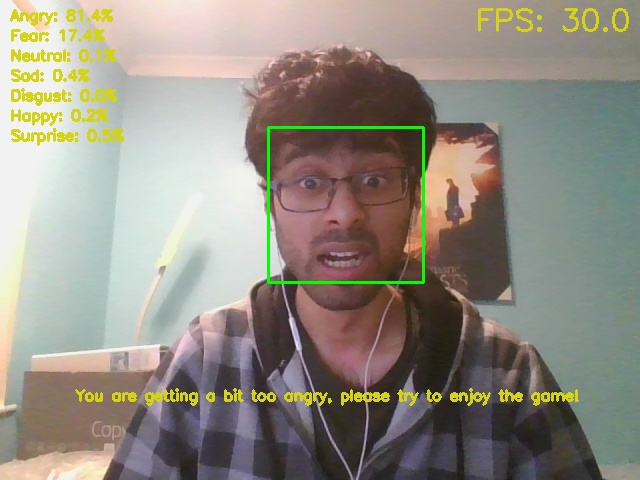 Angry: 81.4%
Fear: 17.4%
Neutral: 0.1%
Sad: 0.4%
Disgust: 0.0%
Happy: 0.2%
Surprise: 0.5%
FPS: 30.0
You are getting a bit too angry, please try to enjoy the game!
Copy